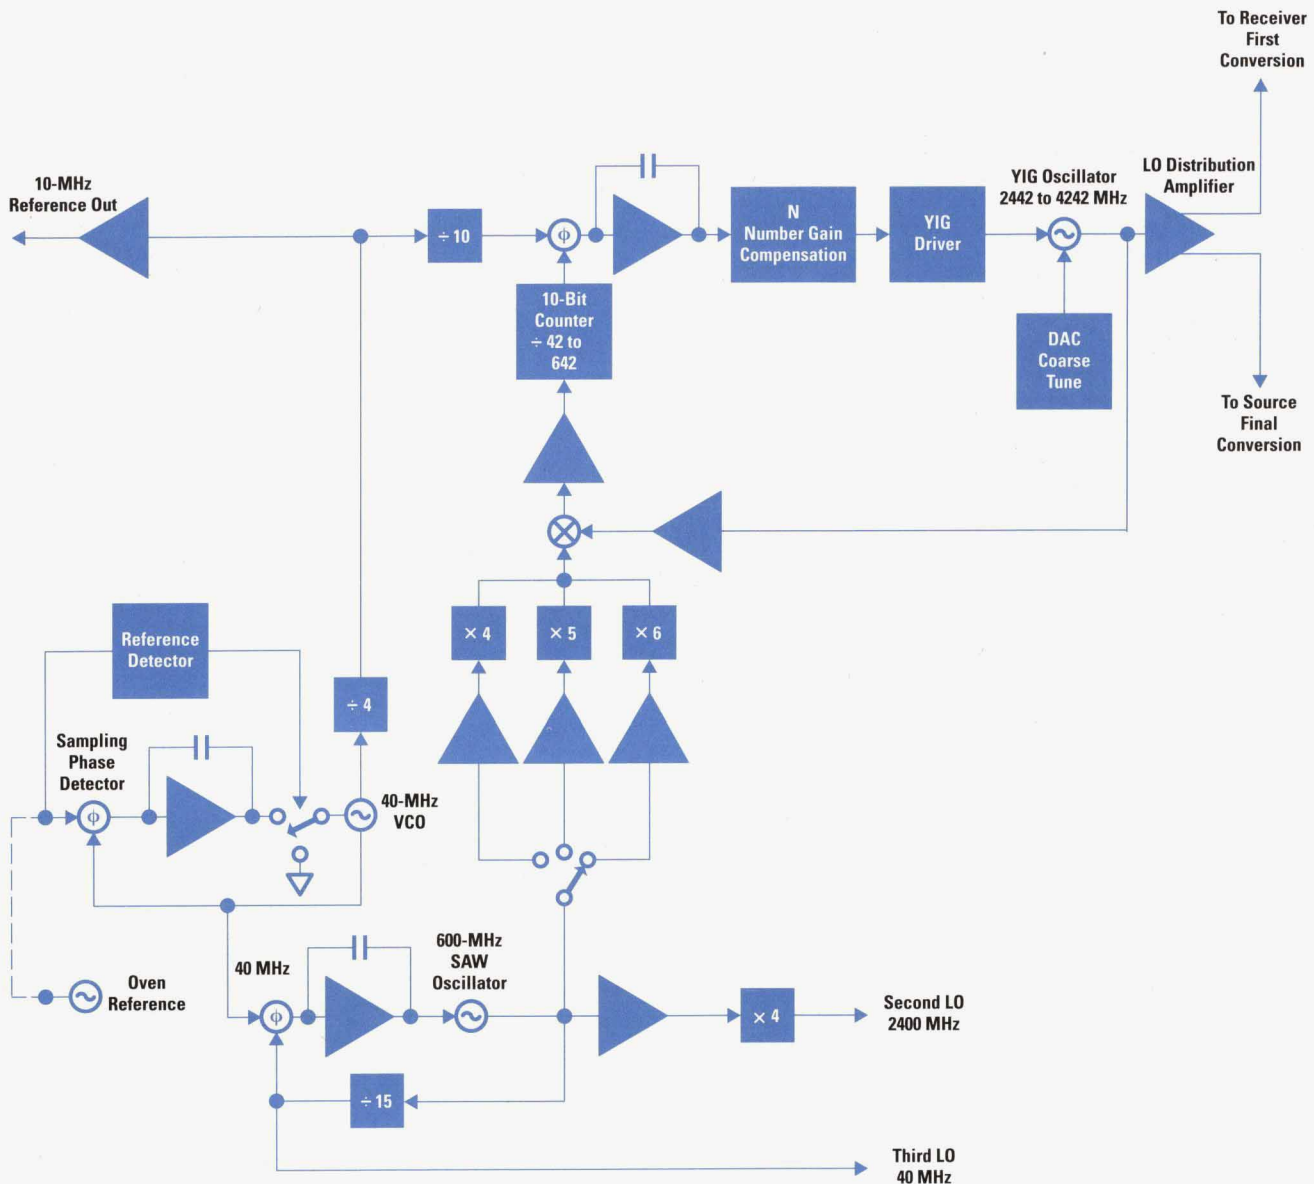 To Receiver
First
Conversion
10-MHz
Reference Out
÷ 10
ϕ
N
Number Gain
Compensation
YIG
Driver
YIG Oscillator
2442 to 4242 MHz
LO Distribution
Amplifier
10-Bit
Counter
÷ 42 to
642
DAC
Coarse
Tune
To Source
Final
Conversion
× 4
× 5
× 6
Reference
Detector
÷ 4
Sampling
Phase
Detector
ϕ
40-MHz
VCO
Oven
Reference
40 MHz
ϕ
600-MHz
SAW
Oscillator
× 4
Second LO
2400 MHz
÷ 15
Third LO
40 MHz